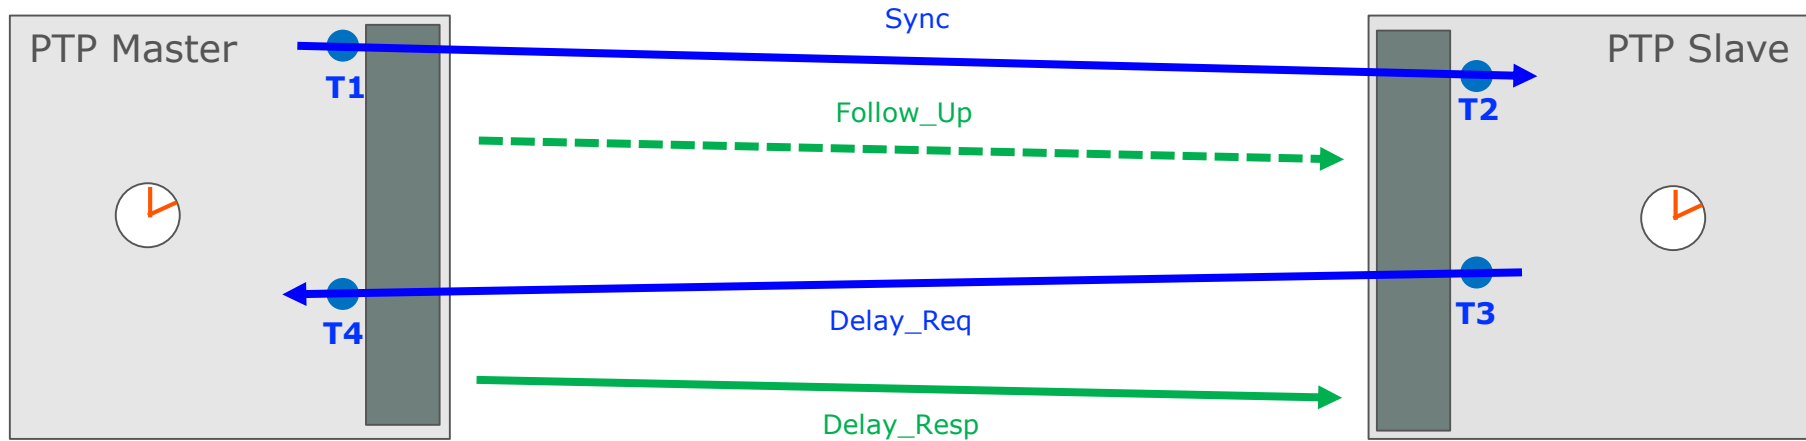 Sync
PTP Master
PTP Slave
T1
T2
Follow_Up
T3
Delay_Req
T4
Delay_Resp